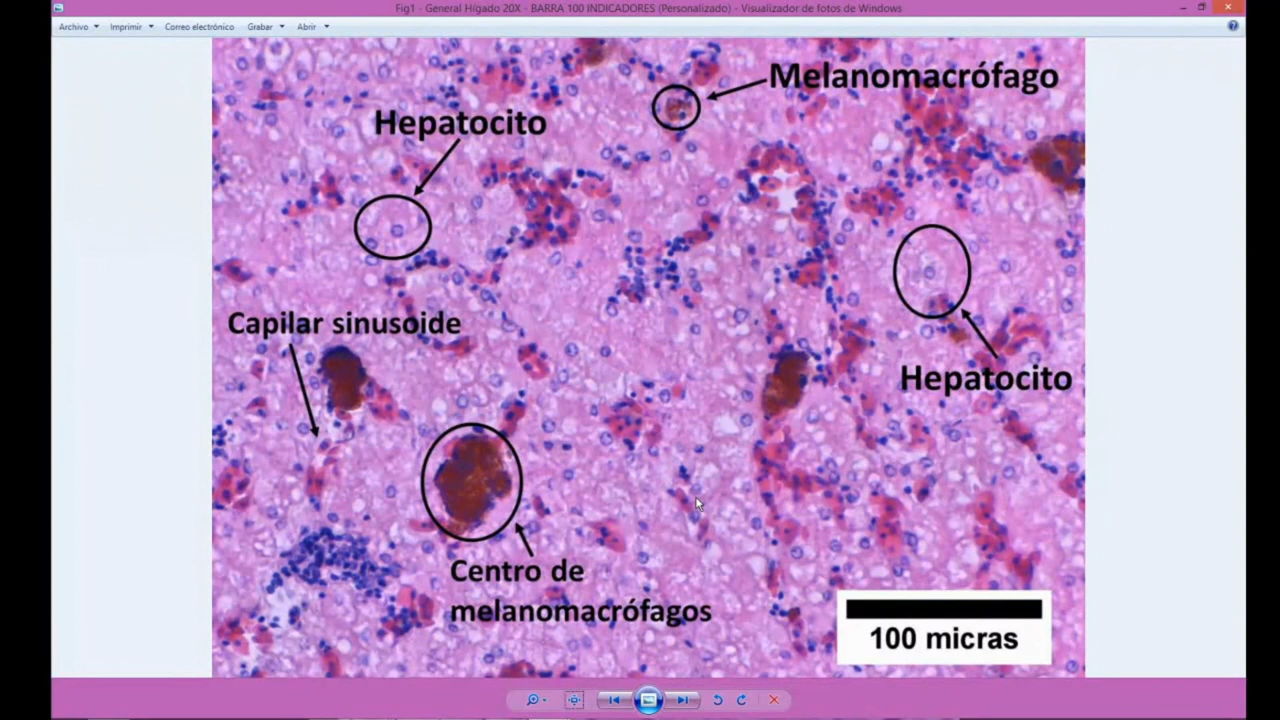 Fig1 - General Hígado 20X - BARRA 100 INDICADORES (Personalizado) - Visualizador de fotos de Windows
Archivo Imprimir Correo electrónico Grabar Abrir
Melanomacrófago
Hepatocito
Capilar sinusoide
Hepatocito
Centro de
melanomacrófagos
100 micras